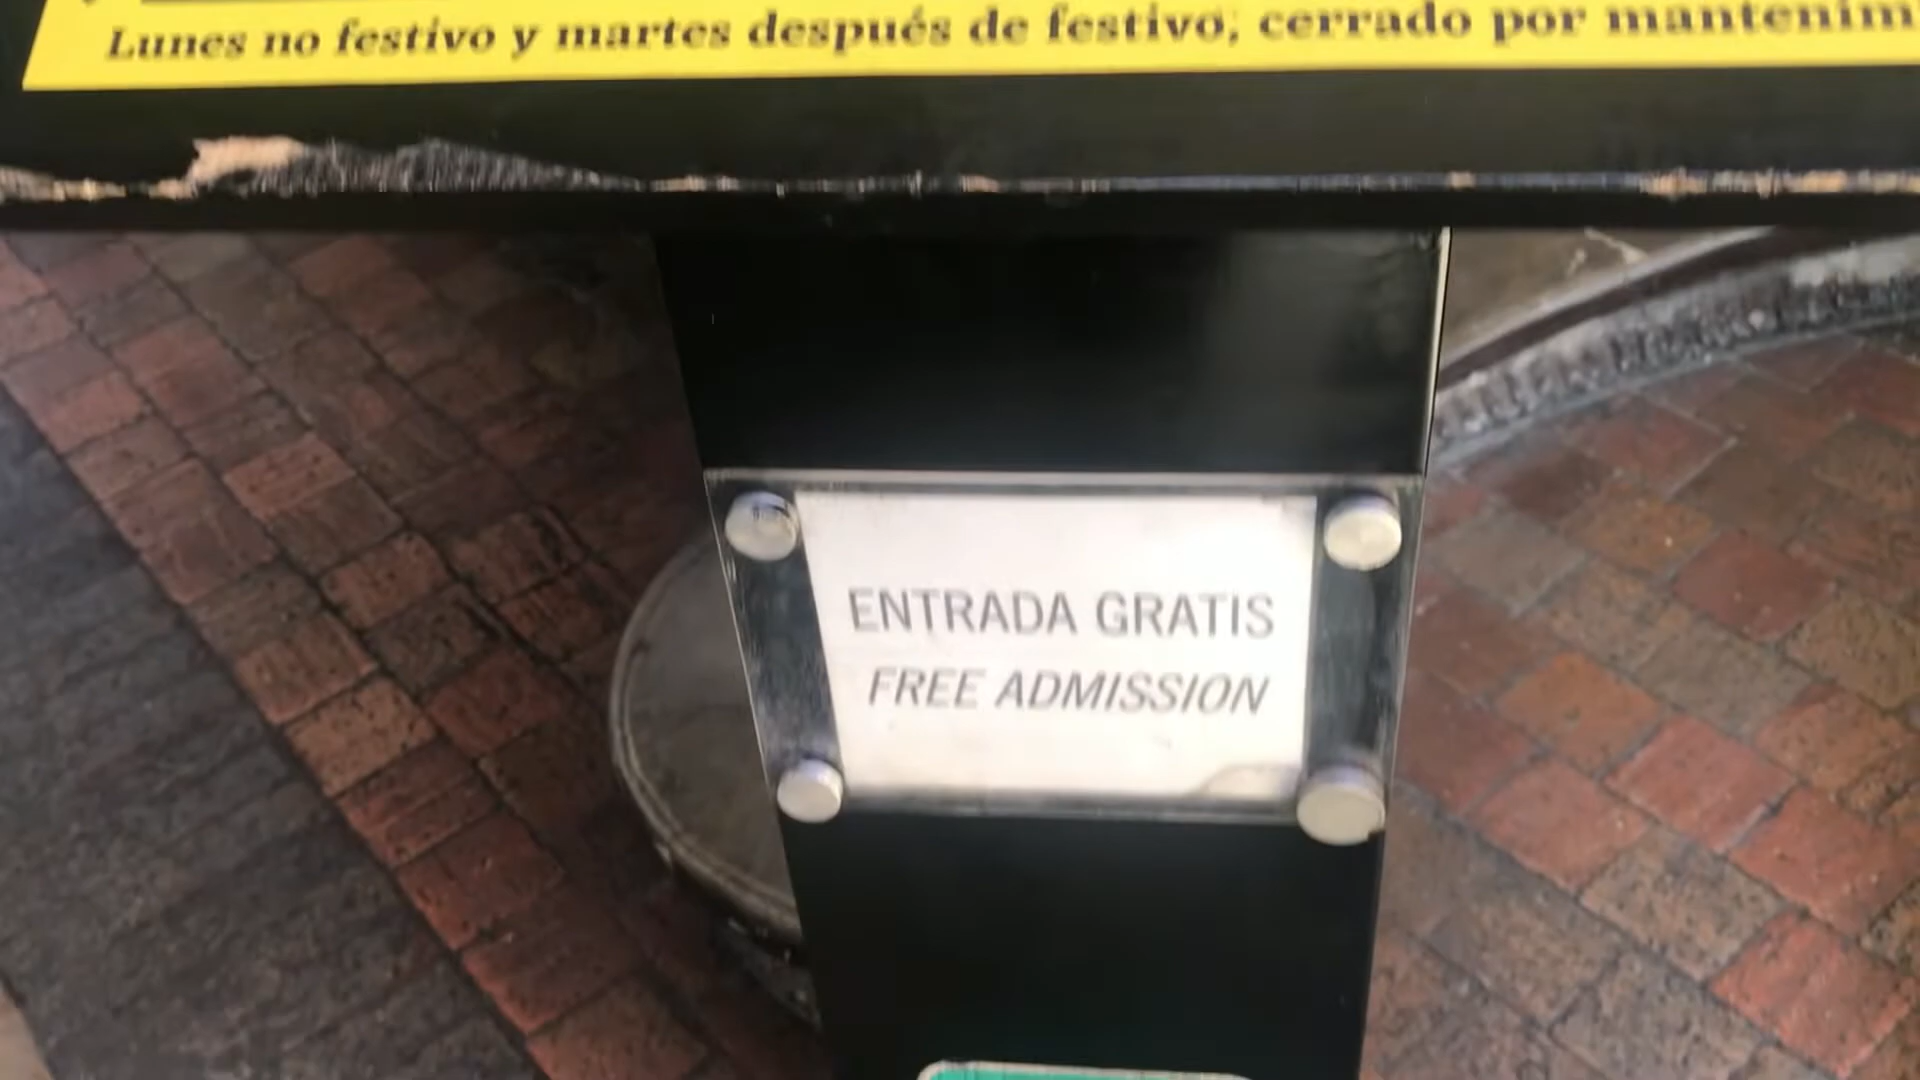 Lunes no festivo y martes después de festivo, cerrado por
ENTRADA GRATIS
FREE ADMISSION